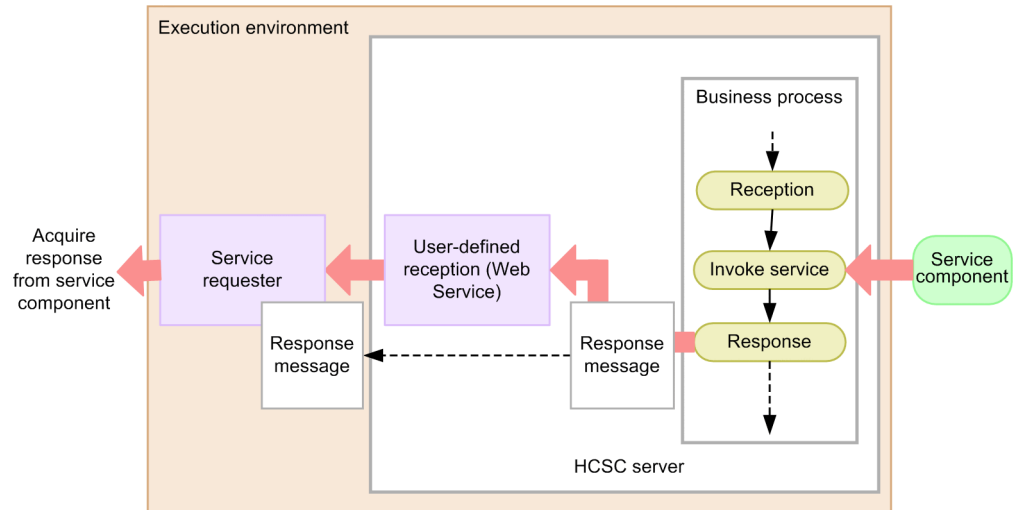 Execution environment
Business process
Reception
Acquire
response
from service
component
Service
requester
User-defined
reception (Web
Service)
Invoke service
Service
component
Response
message
Response
message
Response
HCSC server